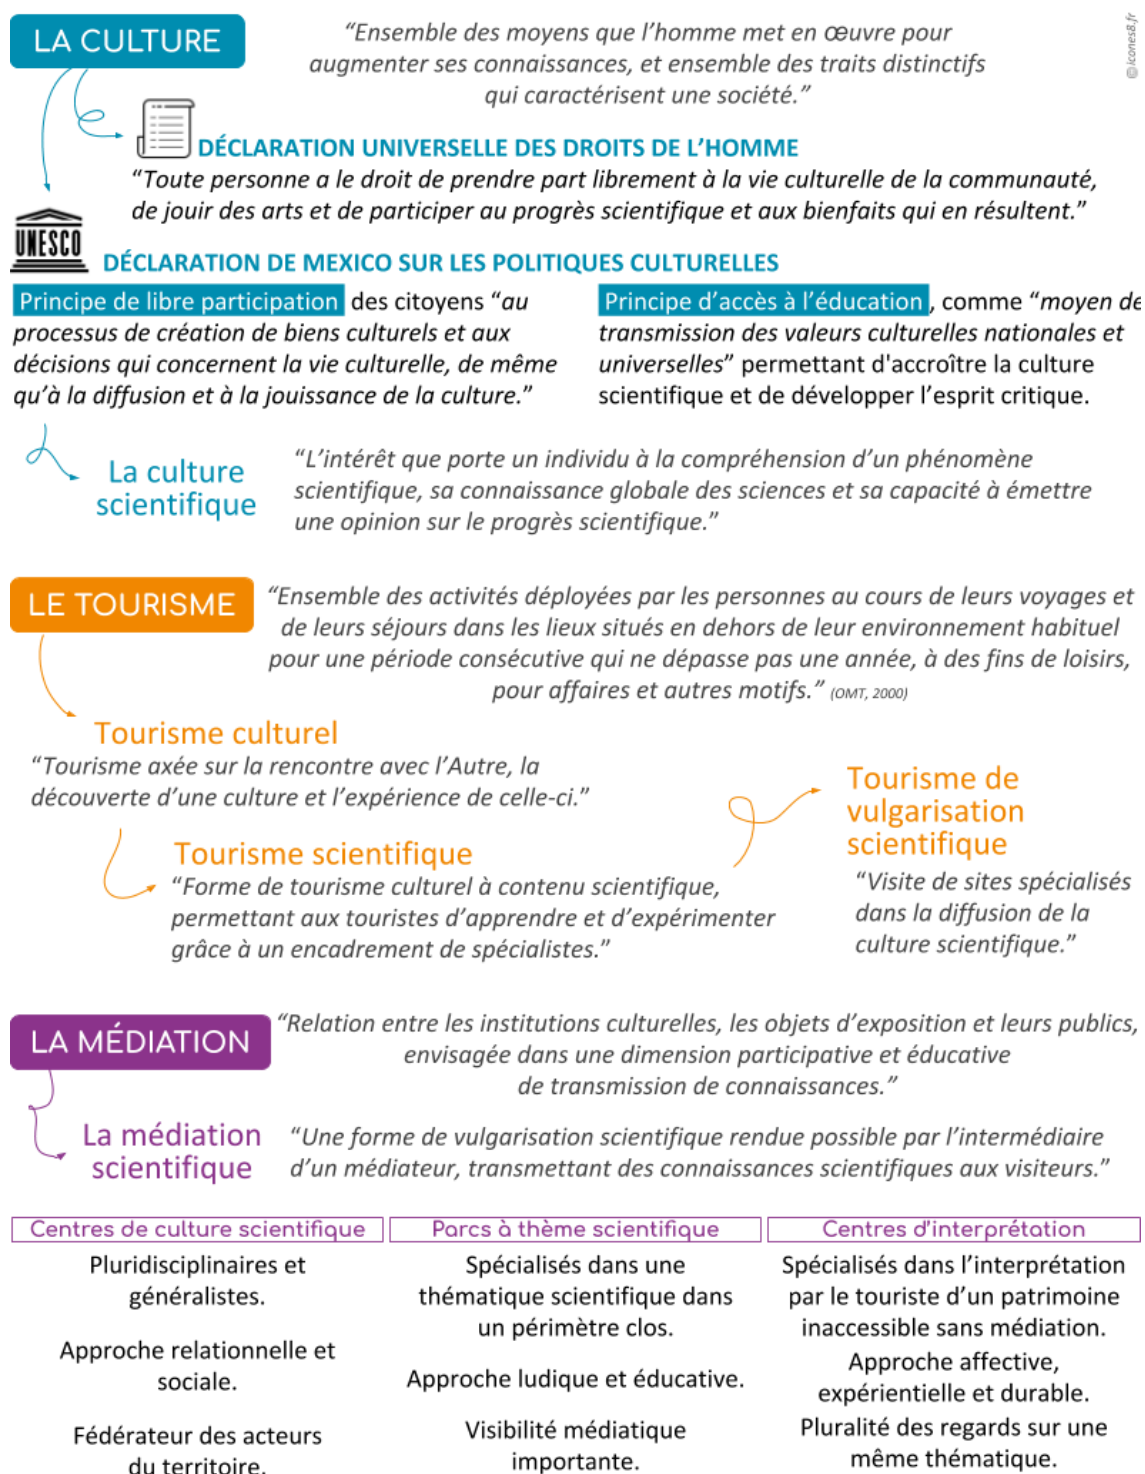 LA CULTURE
“Ensemble des moyens que l’homme met en œuvre pour
augmenter ses connaissances, et ensemble des traits distinctifs
qui caractérisent une société.”
©icones8.fr
DÉCLARATION UNIVERSELLE DES DROITS DE L’HOMME
“Toute personne a le droit de prendre part librement à la vie culturelle de la communauté,
de jouir des arts et de participer au progrès scientifique et aux bienfaits qui en résultent.”
UNESCO
DÉCLARATION DE MEXICO SUR LES POLITIQUES CULTURELLES
Principe de libre participation des citoyens “au
processus de création de biens culturels et aux
décisions qui concernent la vie culturelle, de même
qu’à la diffusion et à la jouissance de la culture.”
Principe d’accès à l’éducation, comme “moyen de
transmission des valeurs culturelles nationales et
universelles” permettant d'accroître la culture
scientifique et de développer l’esprit critique.
La culture
scientifique
“L’intérêt que porte un individu à la compréhension d’un phénomène
scientifique, sa connaissance globale des sciences et sa capacité à émettre
une opinion sur le progrès scientifique.”
LE TOURISME
“Ensemble des activités déployées par les personnes au cours de leurs voyages et
de leurs séjours dans les lieux situés en dehors de leur environnement habituel
pour une période consécutive qui ne dépasse pas une année, à des fins de loisirs,
pour affaires et autres motifs.” (OMT, 2000)
Tourisme culturel
“Tourisme axée sur la rencontre avec l’Autre, la
découverte d’une culture et l’expérience de celle-ci.”
Tourisme scientifique
“Forme de tourisme culturel à contenu scientifique,
permettant aux touristes d’apprendre et d’expérimenter
grâce à un encadrement de spécialistes.”
Tourisme de
vulgarisation
scientifique
“Visite de sites spécialisés
dans la diffusion de la
culture scientifique.”
LA MÉDIATION
“Relation entre les institutions culturelles, les objets d’exposition et leurs publics,
envisagée dans une dimension participative et éducative
de transmission de connaissances.”
La médiation
scientifique
“Une forme de vulgarisation scientifique rendue possible par l’intermédiaire
d’un médiateur, transmettant des connaissances scientifiques aux visiteurs.”
Centres de culture scientifique
Pluridisciplinaires et
généralistes.
Approche relationnelle et
sociale.
Fédérateur des acteurs
du territoire.
Parcs à thème scientifique
Spécialisés dans une
thématique scientifique dans
un périmètre clos.
Approche ludique et éducative.
Visibilité médiatique
importante.
Centres d’interprétation
Spécialisés dans l’interprétation
par le touriste d’un patrimoine
inaccessible sans médiation.
Approche affective,
expérientielle et durable.
Pluralité des regards sur une
même thématique.